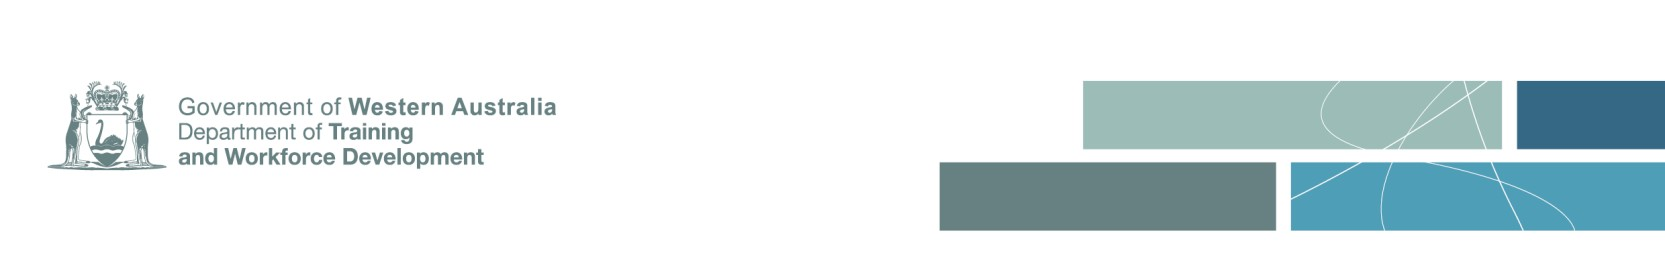 Government of Western Australia
Department of Training
and Workforce Development